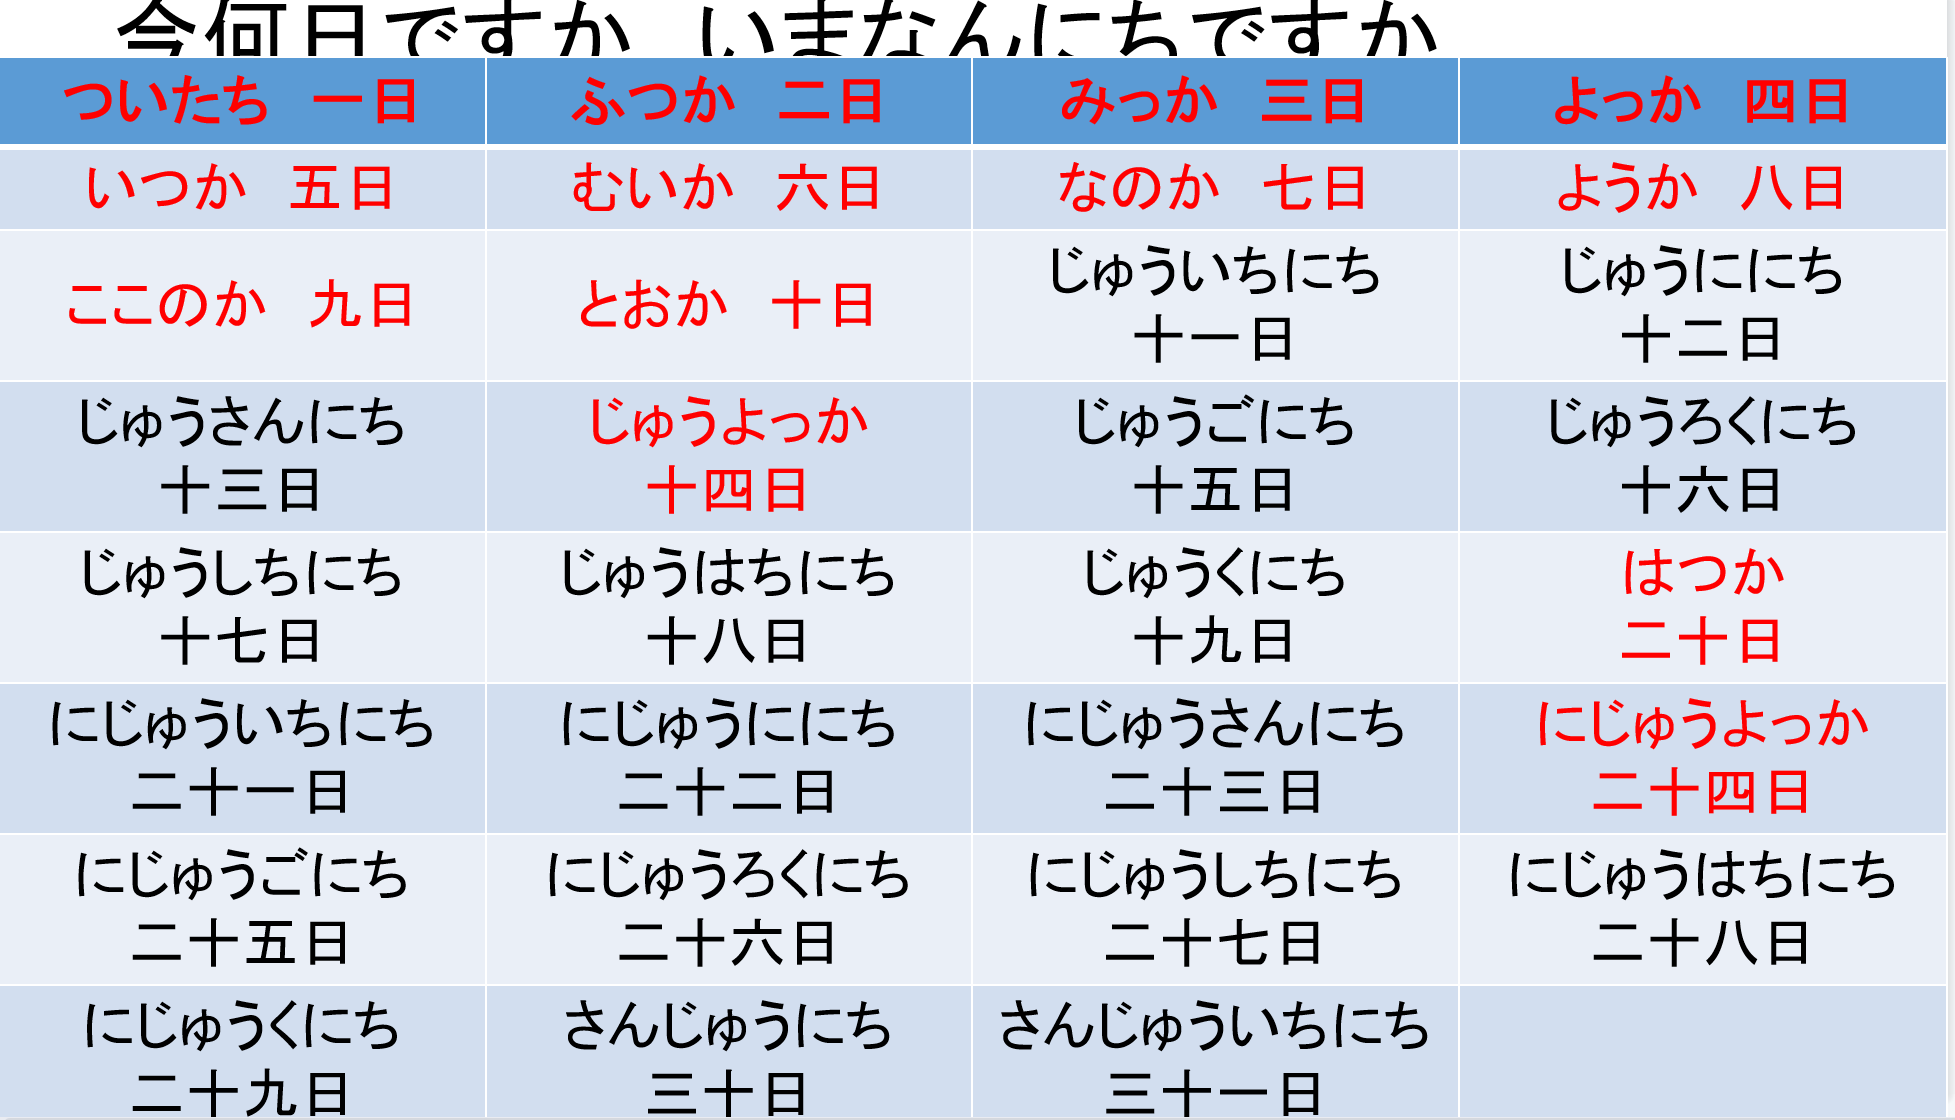 今何日ですか　いまなんにちですか
ついたち　一日
ふつか　二日
みっか　三日
よっか　四日
いつか　五日
むいか　六日
なのか　七日
ようか　八日
ここのか　九日
とおか　十日
じゅういちにち
十一日
じゅうににち
十二日
じゅうさんにち
十三日
じゅうよっか
十四日
じゅうごにち
十五日
じゅうろくにち
十六日
じゅうしちにち
十七日
じゅうはちにち
十八日
じゅうくにち
十九日
はつか
二十日
にじゅういちにち
二十一日
にじゅうににち
二十二日
にじゅうさんにち
二十三日
にじゅうよっか
二十四日
にじゅうごにち
二十五日
にじゅうろくにち
二十六日
にじゅうしちにち
二十七日
にじゅうはちにち
二十八日
にじゅうくにち
二十九日
さんじゅうにち
三十日
さんじゅういちにち
三十一日